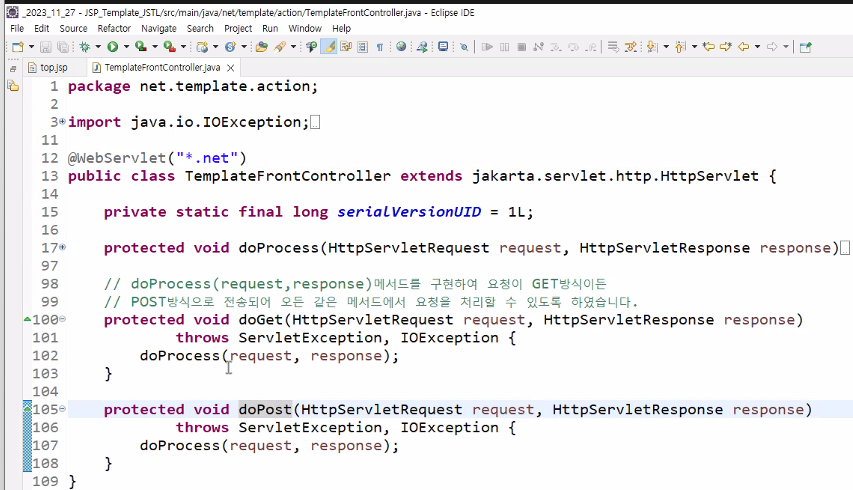 _2023_11_27 - JSP_Template_JSTL/src/main/java/net/template/action/TemplateFrontController.java - Eclipse IDE
File Edit Source Refactor Navigate Search Project Run Window Help
top.jsp TemplateFrontController.java
1 package net.template.action;
2
3 import java.io.IOException;
11
12 @WebServlet("*.net")
13 public class TemplateFrontController extends jakarta.servlet.http.HttpServlet {
14
15 private static final long serialVersionUID = 1L;
16
17 protected void doProcess(HttpServletRequest request, HttpServletResponse response)
97
98 // doProcess(request,response)메서드를 구현하여 요청이 GET방식이든
99 // POST방식으로 전송되어 오든 같은 메서드에서 요청을 처리할 수 있도록 하였습니다.
100 protected void doGet(HttpServletRequest request, HttpServletResponse response)
101 throws ServletException, IOException {
102 doProcess(request, response);
103 }
104
105 protected void doPost(HttpServletRequest request, HttpServletResponse response)
106 throws ServletException, IOException {
107 doProcess(request, response);
108 }
109 }